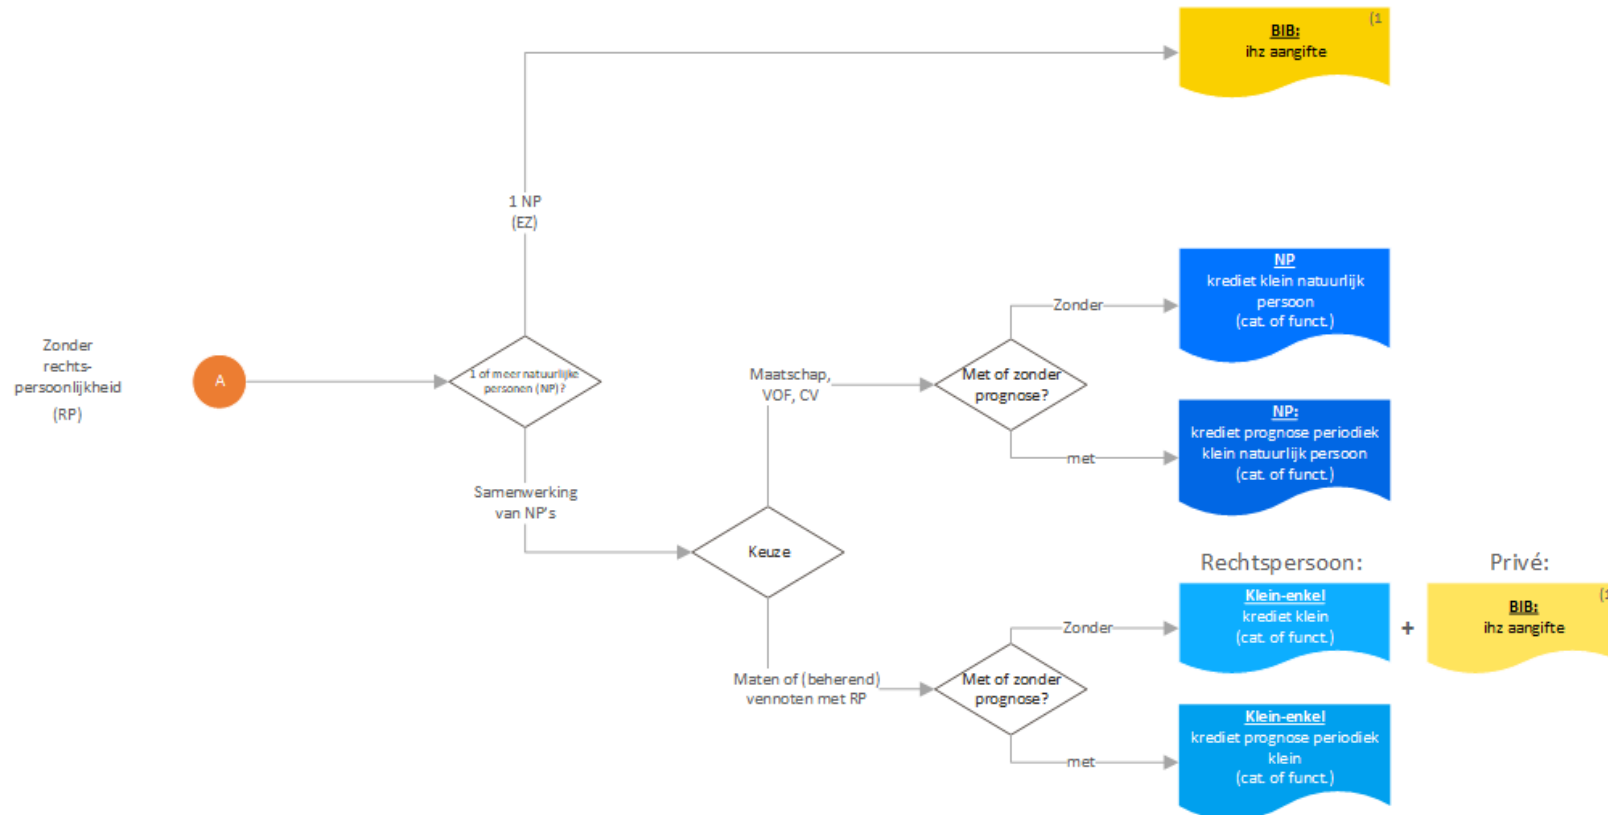 (1
BIB:
ihz aangifte
1 NP
(EZ)
NP
krediet klein natuurlijk
persoon
(cat. of funct.)
Zonder
Zonder
rechts-
persoonlijkheid
(RP)
A
1 of meer natuurlijke
personen (NP)?
Maatschap,
VOF, CV
Met of zonder
prognose?
NP:
krediet prognose periodiek
klein natuurlijk persoon
(cat. of funct.)
met
Samenwerking
van NP's
Keuze
Rechtspersoon:
Privé:
Klein-enkel
krediet klein
(cat. of funct.)
+
(1
BIB:
ihz aangifte
Zonder
Maten of (beherend)
vennoten met RP
Met of zonder
prognose?
Klein-enkel
krediet prognose periodiek
klein
(cat. of funct.)
met